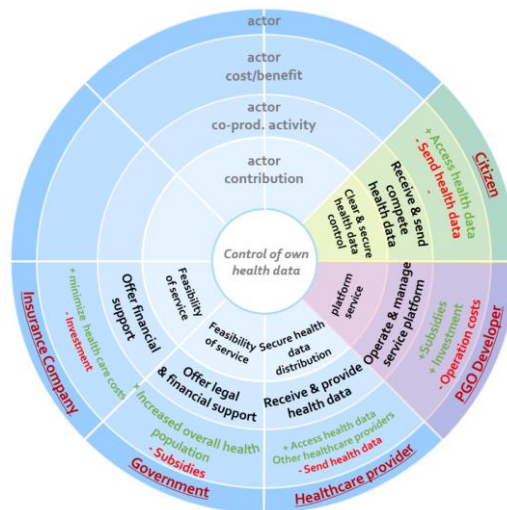 actor
actor
cost/benefit
actor
co-prod. activity
actor
contribution
Control of own
health data
Citizen
+ Access health data
- Send health data
-
Receive & send
compete
health data
Clear & secure
health data
control
PGO Developer
+Subsidies
+ Investment
- Operation costs
Operate & manage
service platform
platform
service
Healthcare provider
+ Access health data
Other healthcare providers
- Send health data
Receive & provide
health data
Secure health
data
distribution
Government
+ Increased overall health
population
- Subsidies
Offer legal
& financial support
Feasibility
of service
Insurance Company
+ minimize health care costs
- Investment
Offer financial
support
Feasibility
of service